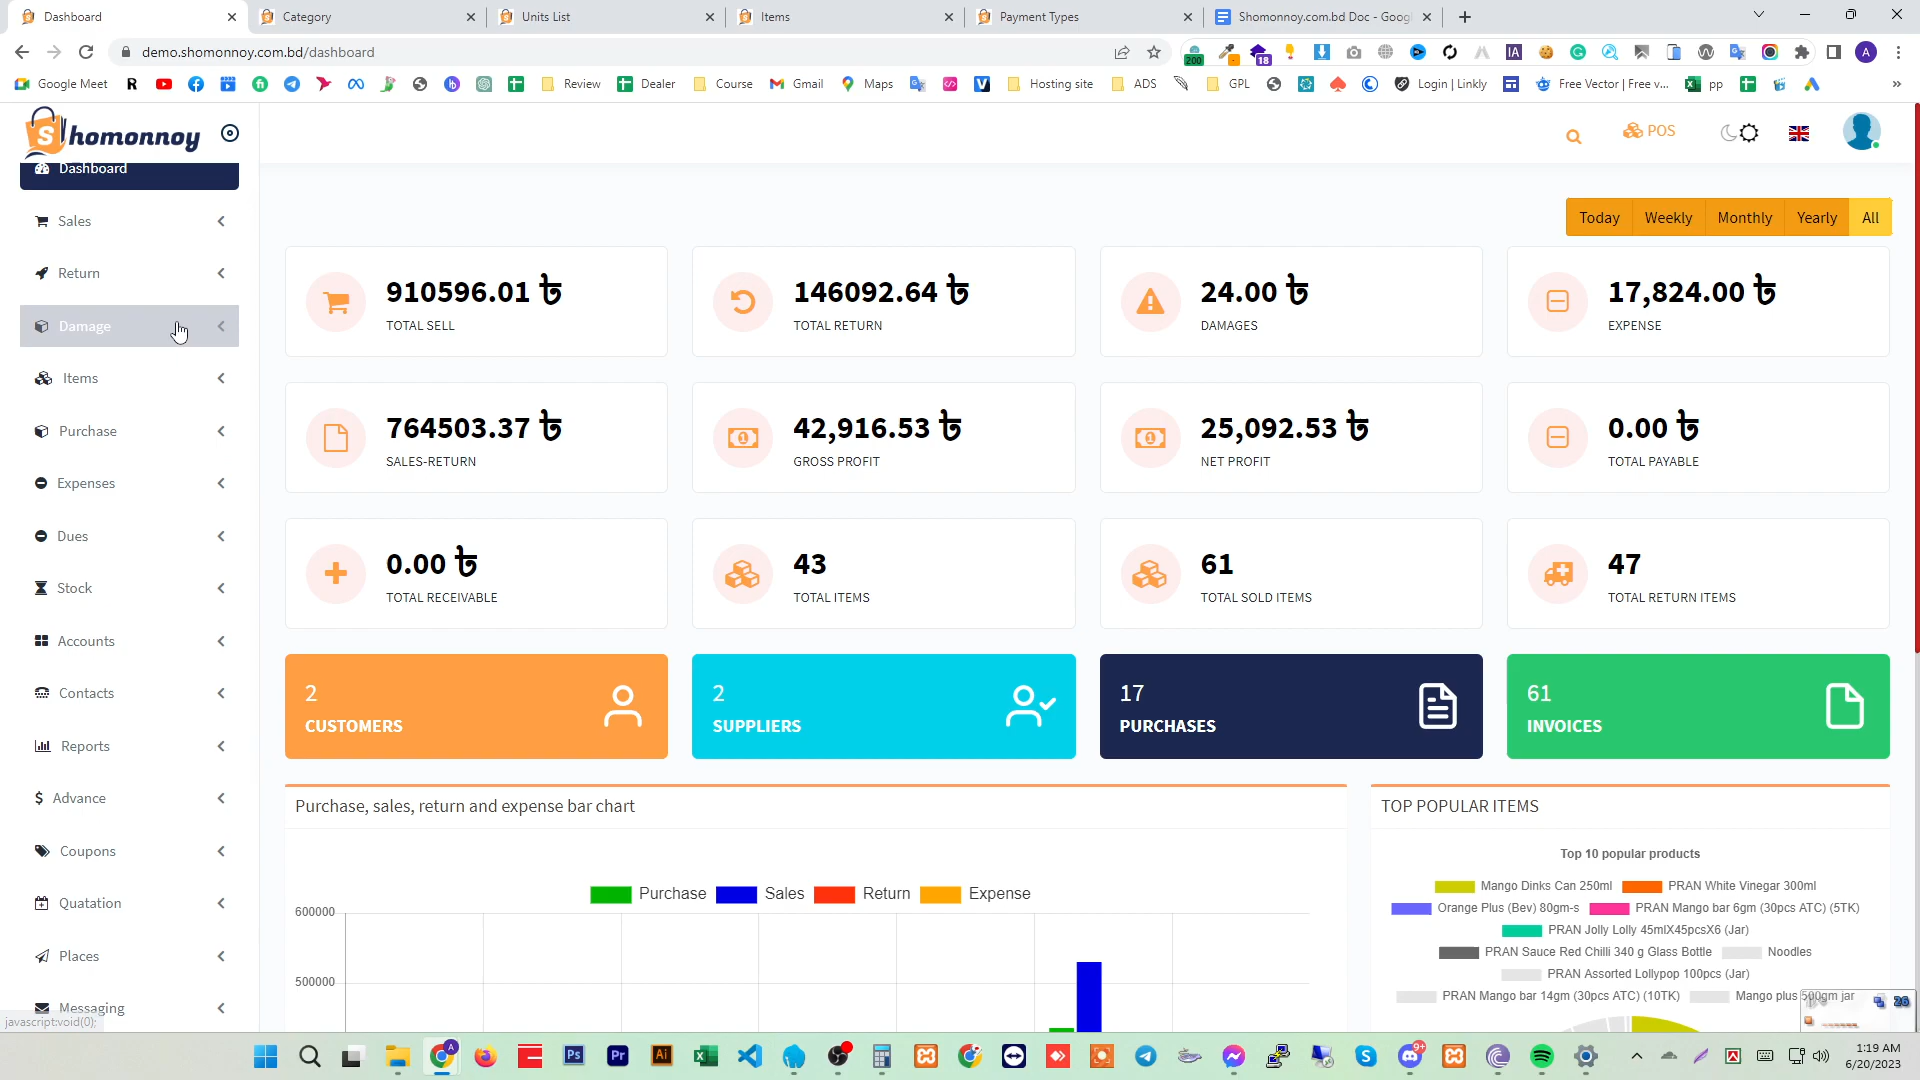 Dashboard
Category
Units List
Items
Payment Types
Shomonnoy.com.bd Doc - Goog
demo.shomonnoy.com.bd/dashboard
200
18
IA
A
Google Meet
R
Review
Dealer
Course
Gmail
Maps
Hosting site
ADS
GPL
Login | Linkly
Free Vector | Free v...
pp
Shomonnoy
POS
Dashboard
Today
Weekly
Monthly
Yearly
All
Sales
Return
Damage
Items
Purchase
Expenses
Dues
Stock
Accounts
Contacts
Reports
Advance
Coupons
Quatation
Places
Messaging
910596.01 ৳
TOTAL SELL
146092.64 ৳
TOTAL RETURN
24.00 ৳
DAMAGES
17,824.00 ৳
EXPENSE
764503.37 ৳
SALES-RETURN
42,916.53 ৳
GROSS PROFIT
25,092.53 ৳
NET PROFIT
0.00 ৳
TOTAL PAYABLE
0.00 ৳
TOTAL RECEIVABLE
43
TOTAL ITEMS
61
TOTAL SOLD ITEMS
47
TOTAL RETURN ITEMS
2
CUSTOMERS
2
SUPPLIERS
17
PURCHASES
61
INVOICES
Purchase, sales, return and expense bar chart
Purchase
Sales
Return
Expense
600000
500000
TOP POPULAR ITEMS
Top 10 popular products
Mango Dinks Can 250ml
PRAN White Vinegar 300ml
Orange Plus (Bev) 80gm-s
PRAN Mango bar 6gm (30pcs ATC) (5TK)
PRAN Jolly Lolly 45mlX45pcsX6 (Jar)
PRAN Sauce Red Chilli 340 g Glass Bottle
Noodles
PRAN Assorted Lollypop 100pcs (Jar)
PRAN Mango bar 14gm (30pcs ATC) (10TK)
Mango plus 500gm jar
26
javascript:void(0);
A
Ps
Pr
Ai
9+
1:19 AM
6/20/2023